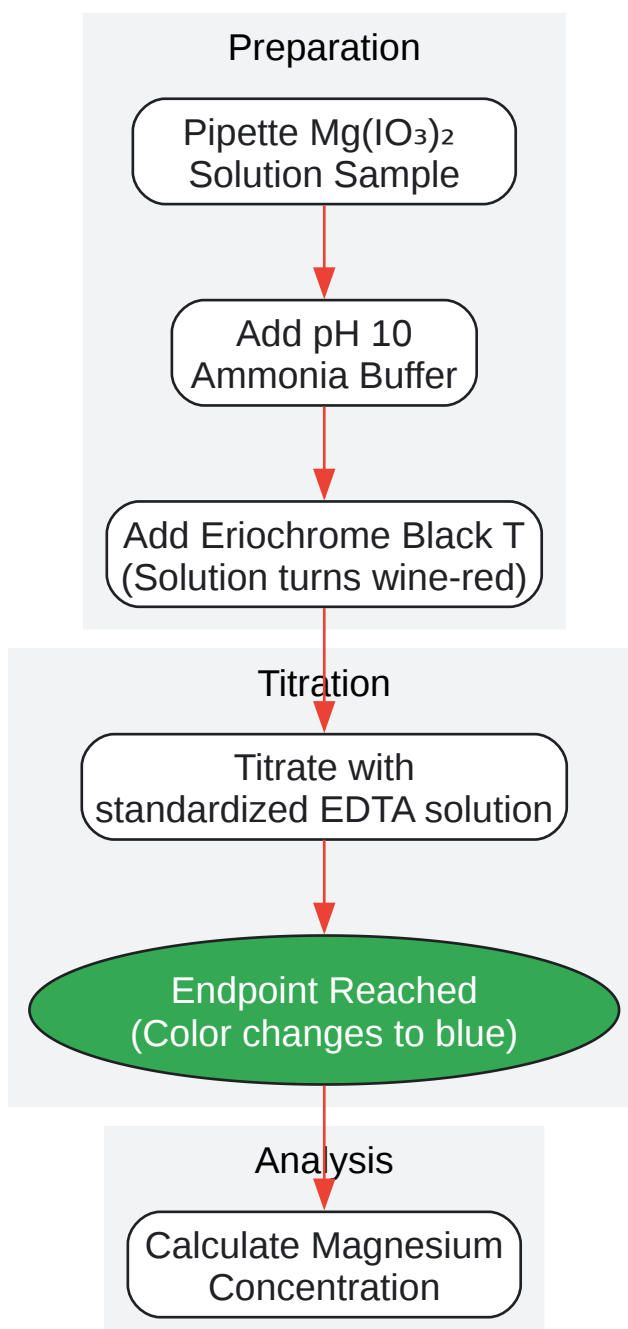 Preparation
Pipette Mg(IO₃)₂
Solution Sample
Add pH 10
Ammonia Buffer
Add Eriochrome Black T
(Solution turns wine-red)
Titration
Titrate with
standardized EDTA solution
Endpoint Reached
(Color changes to blue)
Analysis
Calculate Magnesium
Concentration